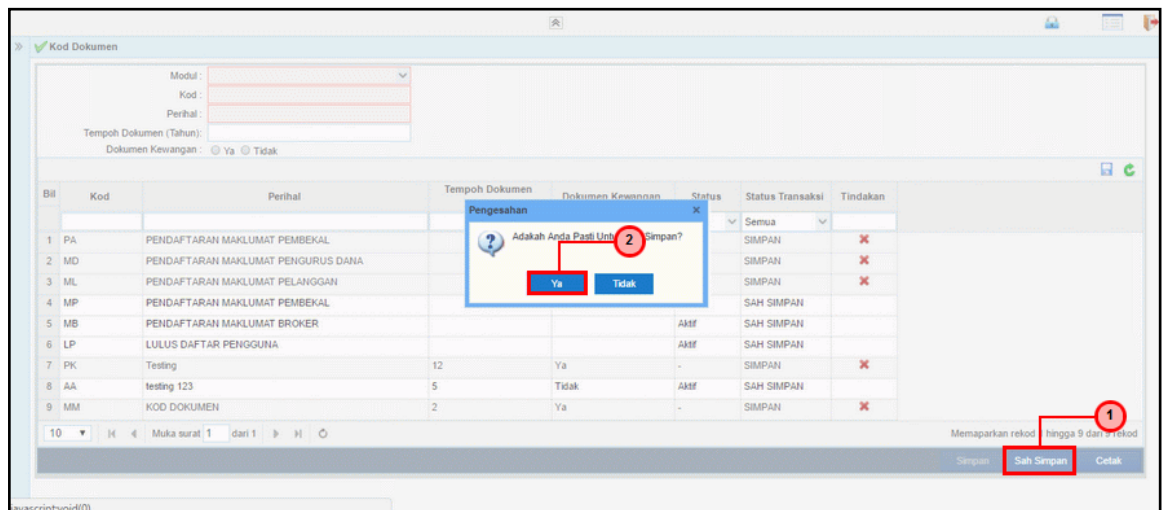 Kod Dokumen
Modul :
Kod :
Perihal :
Tempoh Dokumen (Tahun):
Dokumen Kewangan : Ya Tidak
Bil Kod Perihal Tempoh Dokumen Dokumen Kewangan Status Status Transaksi Tindakan
Semua
1 PA PENDAFTARAN MAKLUMAT PEMBEKAL SIMPAN
2 MD PENDAFTARAN MAKLUMAT PENGURUS DANA SIMPAN
3 ML PENDAFTARAN MAKLUMAT PELANGGAN SIMPAN
4 MP PENDAFTARAN MAKLUMAT PEMBEKAL SAH SIMPAN
5 MB PENDAFTARAN MAKLUMAT BROKER Aktif SAH SIMPAN
6 LP LULUS DAFTAR PENGGUNA Aktif SAH SIMPAN
7 PK Testing 12 Ya - SIMPAN
8 AA testing 123 5 Tidak Aktif SAH SIMPAN
9 MM KOD DOKUMEN 2 Ya - SIMPAN
Pengesahan
Adakah Anda Pasti Simpan?
2
Ya Tidak
1
10 Muka surat 1 dari 1 Memaparkan rekod hingga 9 dari 9 rekod
Simpan Sah Simpan Cetak
javascript:void(0)